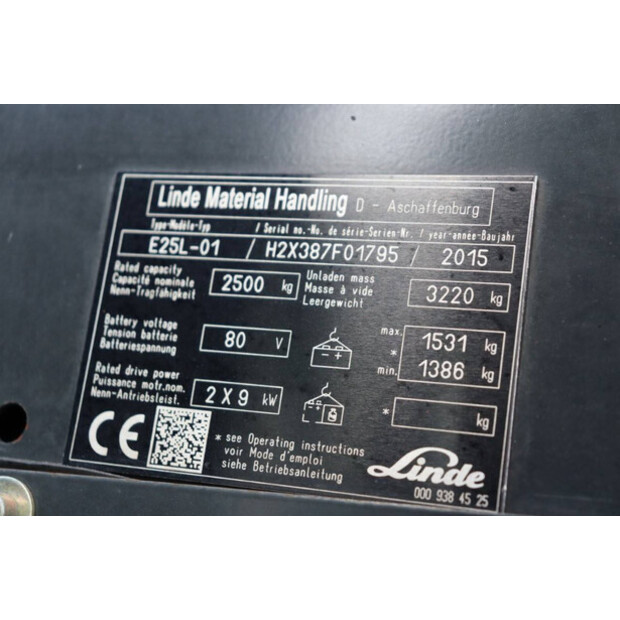 Linde Material Handling D - Aschaffenburg
Type-Modèle-Typ / Serial no.-No. de série-Serien-Nr. / year-année-Baujahr
E25L-01 / H2X387F01795 / 2015
Rated capacity
Capacité nominale
Nenn-Tragfähigkeit
2500 kg
Unladen mass
Masse à vide
Leergewicht
3220 kg
Battery voltage
Tension batterie
Batteriespannung
80 V
- +
max. 1531 kg
*
min. 1386 kg
Rated drive power
Puissance motr.nom.
Nenn-Antriebsleist.
2 X 9 kW
- +
* kg
CE
* see Operating instructions
voir Mode d'emploi
siehe Betriebsanleitung
Linde
000 938 45 25